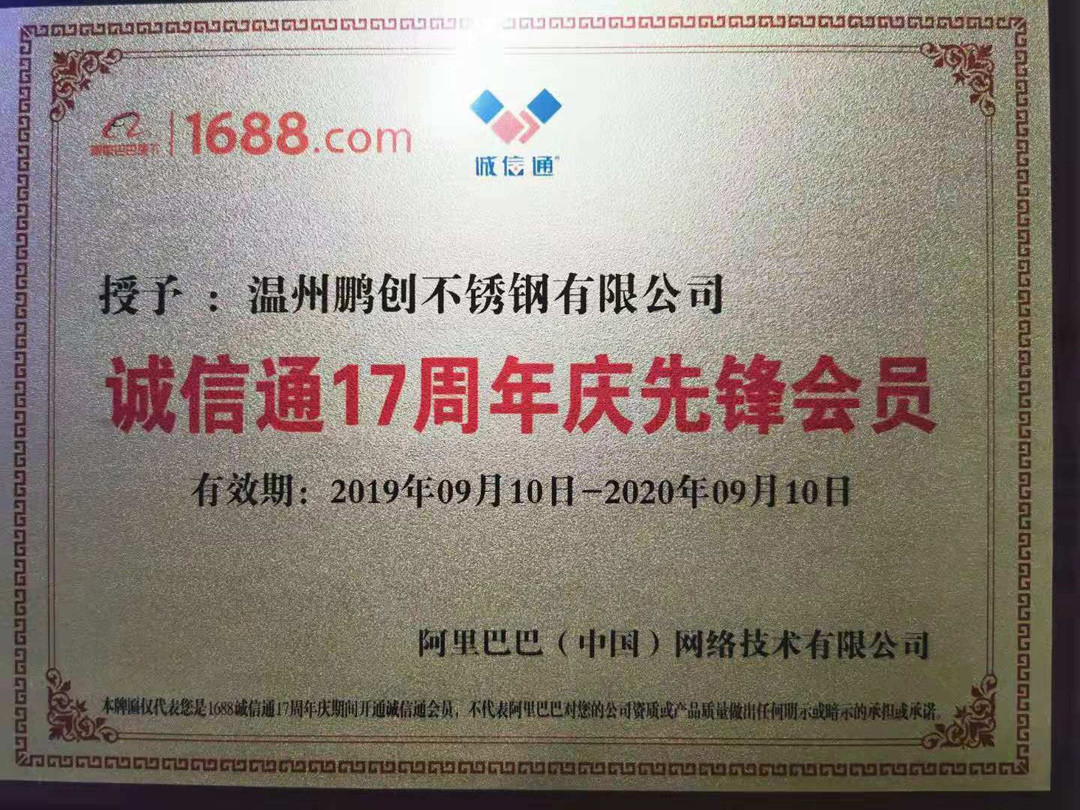 阿里巴巴旗下 1688.com
诚信通®
授予：温州鹏创不锈钢有限公司
诚信通17周年庆先锋会员
有效期：2019年09月10日-2020年09月10日
阿里巴巴（中国）网络技术有限公司
本牌匾仅代表您是1688诚信通17周年庆期间开通诚信通会员，不代表阿里巴巴对您的公司资质或产品质量做出任何明示或暗示的承担或承诺。